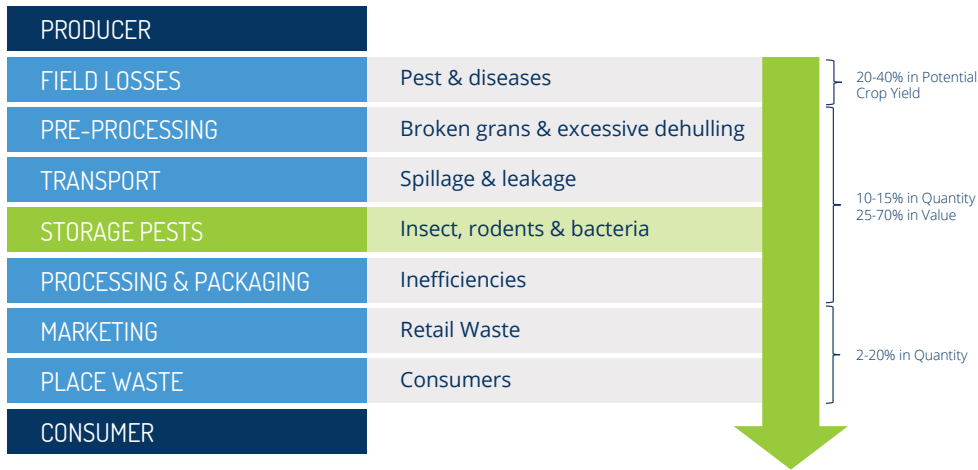 PRODUCER
FIELD LOSSES
Pest & diseases
20-40% in Potential
Crop Yield
PRE-PROCESSING
Broken grans & excessive dehulling
TRANSPORT
Spillage & leakage
10-15% in Quantity
25-70% in Value
STORAGE PESTS
Insect, rodents & bacteria
PROCESSING & PACKAGING
Inefficiencies
MARKETING
Retail Waste
2-20% in Quantity
PLACE WASTE
Consumers
CONSUMER